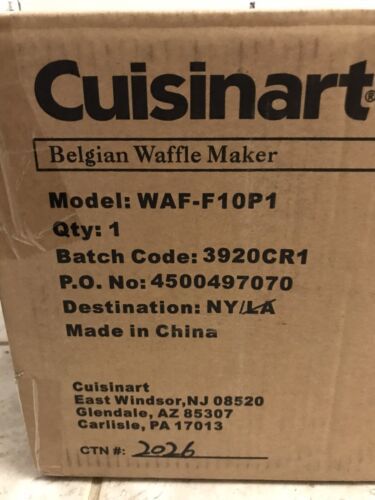 Cuisinart®
Belgian Waffle Maker
Model: WAF-F10P1
Qty: 1
Batch Code: 3920CR1
P.O. No: 4500497070
Destination: NY/LA
Made in China
Cuisinart
East Windsor,NJ 08520
Glendale, AZ 85307
Carlisle, PA 17013
CTN #: 2026